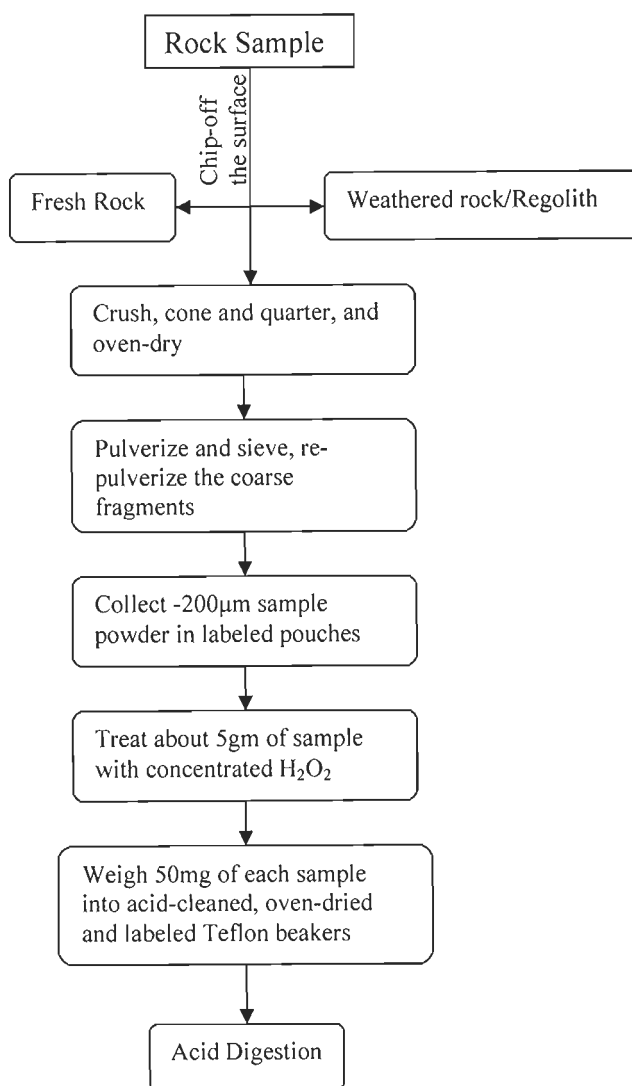 Rock Sample
Chip-off
the surface
Fresh Rock
Weathered rock/Regolith
Crush, cone and quarter, and
oven-dry
Pulverize and sieve, re-
pulverize the coarse
fragments
Collect -200μm sample
powder in labeled pouches
Treat about 5gm of sample
with concentrated H₂O₂
Weigh 50mg of each sample
into acid-cleaned, oven-dried
and labeled Teflon beakers
Acid Digestion